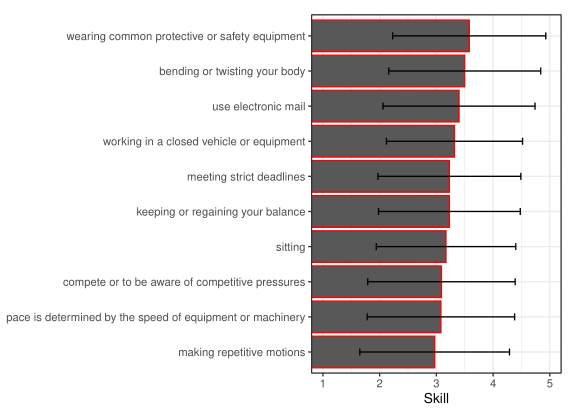 wearing common protective or safety equipment
bending or twisting your body
use electronic mail
working in a closed vehicle or equipment
meeting strict deadlines
keeping or regaining your balance
sitting
compete or to be aware of competitive pressures
pace is determined by the speed of equipment or machinery
making repetitive motions
1 2 3 4 5
Skill